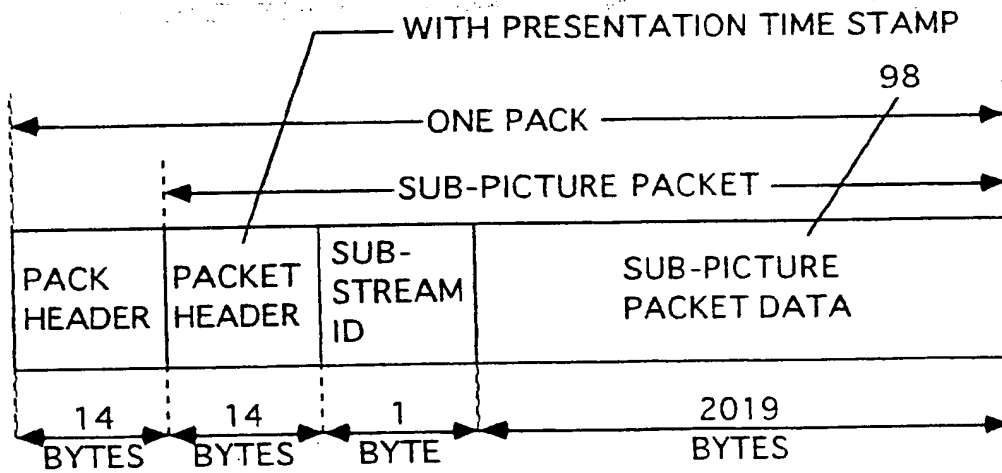 WITH PRESENTATION TIME STAMP
98
ONE PACK
SUB-PICTURE PACKET
PACK
HEADER
PACKET
HEADER
SUB-
STREAM
ID
SUB-PICTURE
PACKET DATA
14
BYTES
14
BYTES
1
BYTE
2019
BYTES